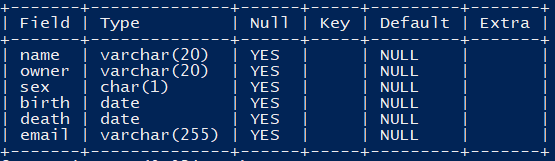 +-------+--------------+------+-----+---------+-------+
| Field | Type         | Null | Key | Default | Extra |
+-------+--------------+------+-----+---------+-------+
| name  | varchar(20)  | YES  |     | NULL    |       |
| owner | varchar(20)  | YES  |     | NULL    |       |
| sex   | char(1)      | YES  |     | NULL    |       |
| birth | date         | YES  |     | NULL    |       |
| death | date         | YES  |     | NULL    |       |
| email | varchar(255) | YES  |     | NULL    |       |
+-------+--------------+------+-----+---------+-------+